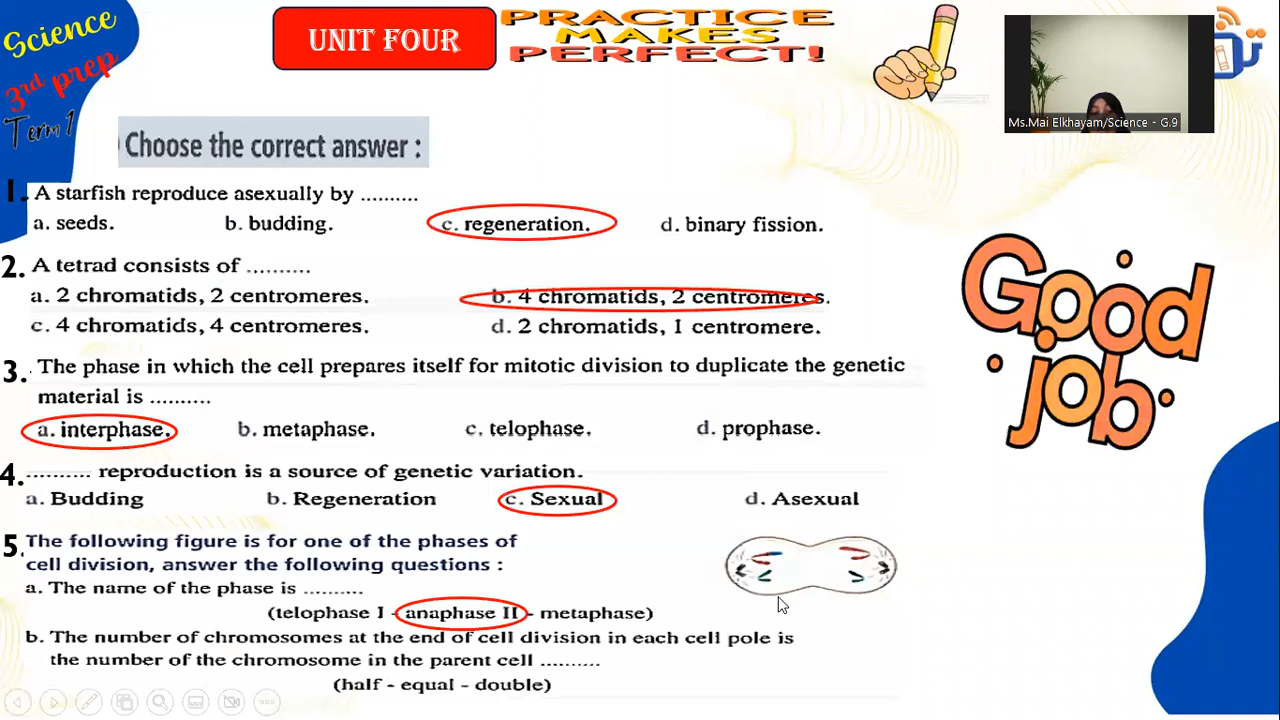 Science
3rd prep
Term 1
UNIT FOUR
PRACTICE
MAKES
PERFECT!
Ms.Mai Elkhayam/Science - G.9
Choose the correct answer :
1. A starfish reproduce asexually by ..........
a. seeds. b. budding. c. regeneration. d. binary fission.
2. A tetrad consists of ..........
a. 2 chromatids, 2 centromeres. b. 4 chromatids, 2 centromeres.
c. 4 chromatids, 4 centromeres. d. 2 chromatids, 1 centromere.
3. The phase in which the cell prepares itself for mitotic division to duplicate the genetic
material is ..........
a. interphase. b. metaphase. c. telophase. d. prophase.
4. .......... reproduction is a source of genetic variation.
a. Budding b. Regeneration c. Sexual d. Asexual
5. The following figure is for one of the phases of
cell division, answer the following questions :
a. The name of the phase is ..........
(telophase I - anaphase II - metaphase)
b. The number of chromosomes at the end of cell division in each cell pole is
the number of the chromosome in the parent cell ..........
(half - equal - double)
Good
job